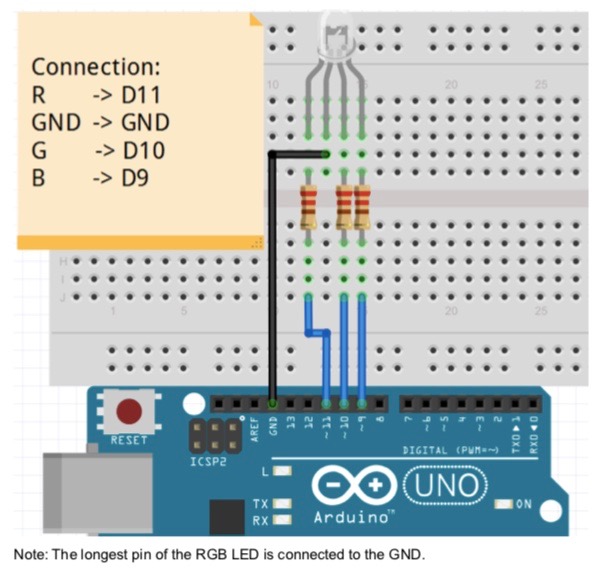 Connection:
R -> D11
GND -> GND
G -> D10
B -> D9
10
20
25
H
I
J
1
5
20
25
RESET
ICSP2
AREF
GND
13
12
~11
~10
~9
8
7
~6
~5
4
~3
2
TX0▶1
RX0◀0
DIGITAL (PWM=~)
L
TX
RX
Arduino™
UNO
ON
Note: The longest pin of the RGB LED is connected to the GND.